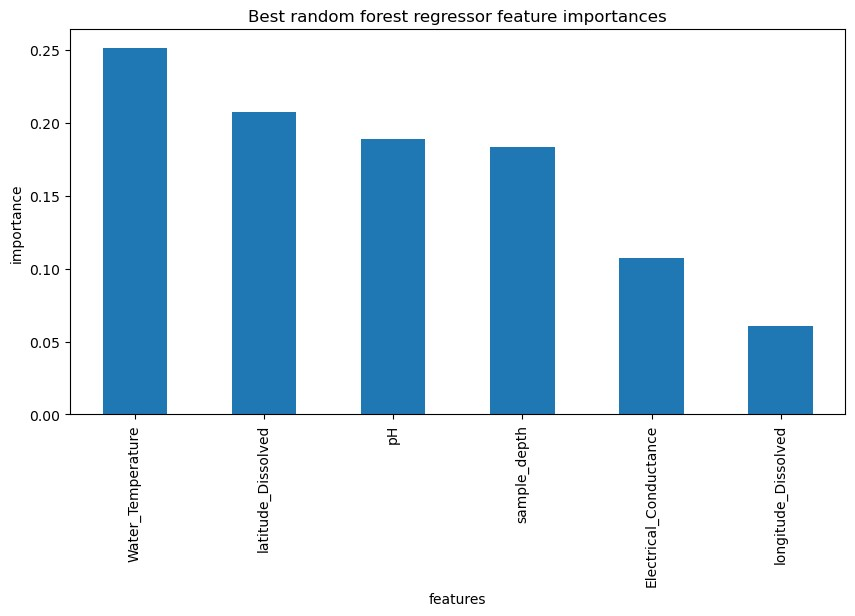 Best random forest regressor feature importances
importance
0.25
0.20
0.15
0.10
0.05
0.00
Water_Temperature
latitude_Dissolved
pH
sample_depth
Electrical_Conductance
longitude_Dissolved
features